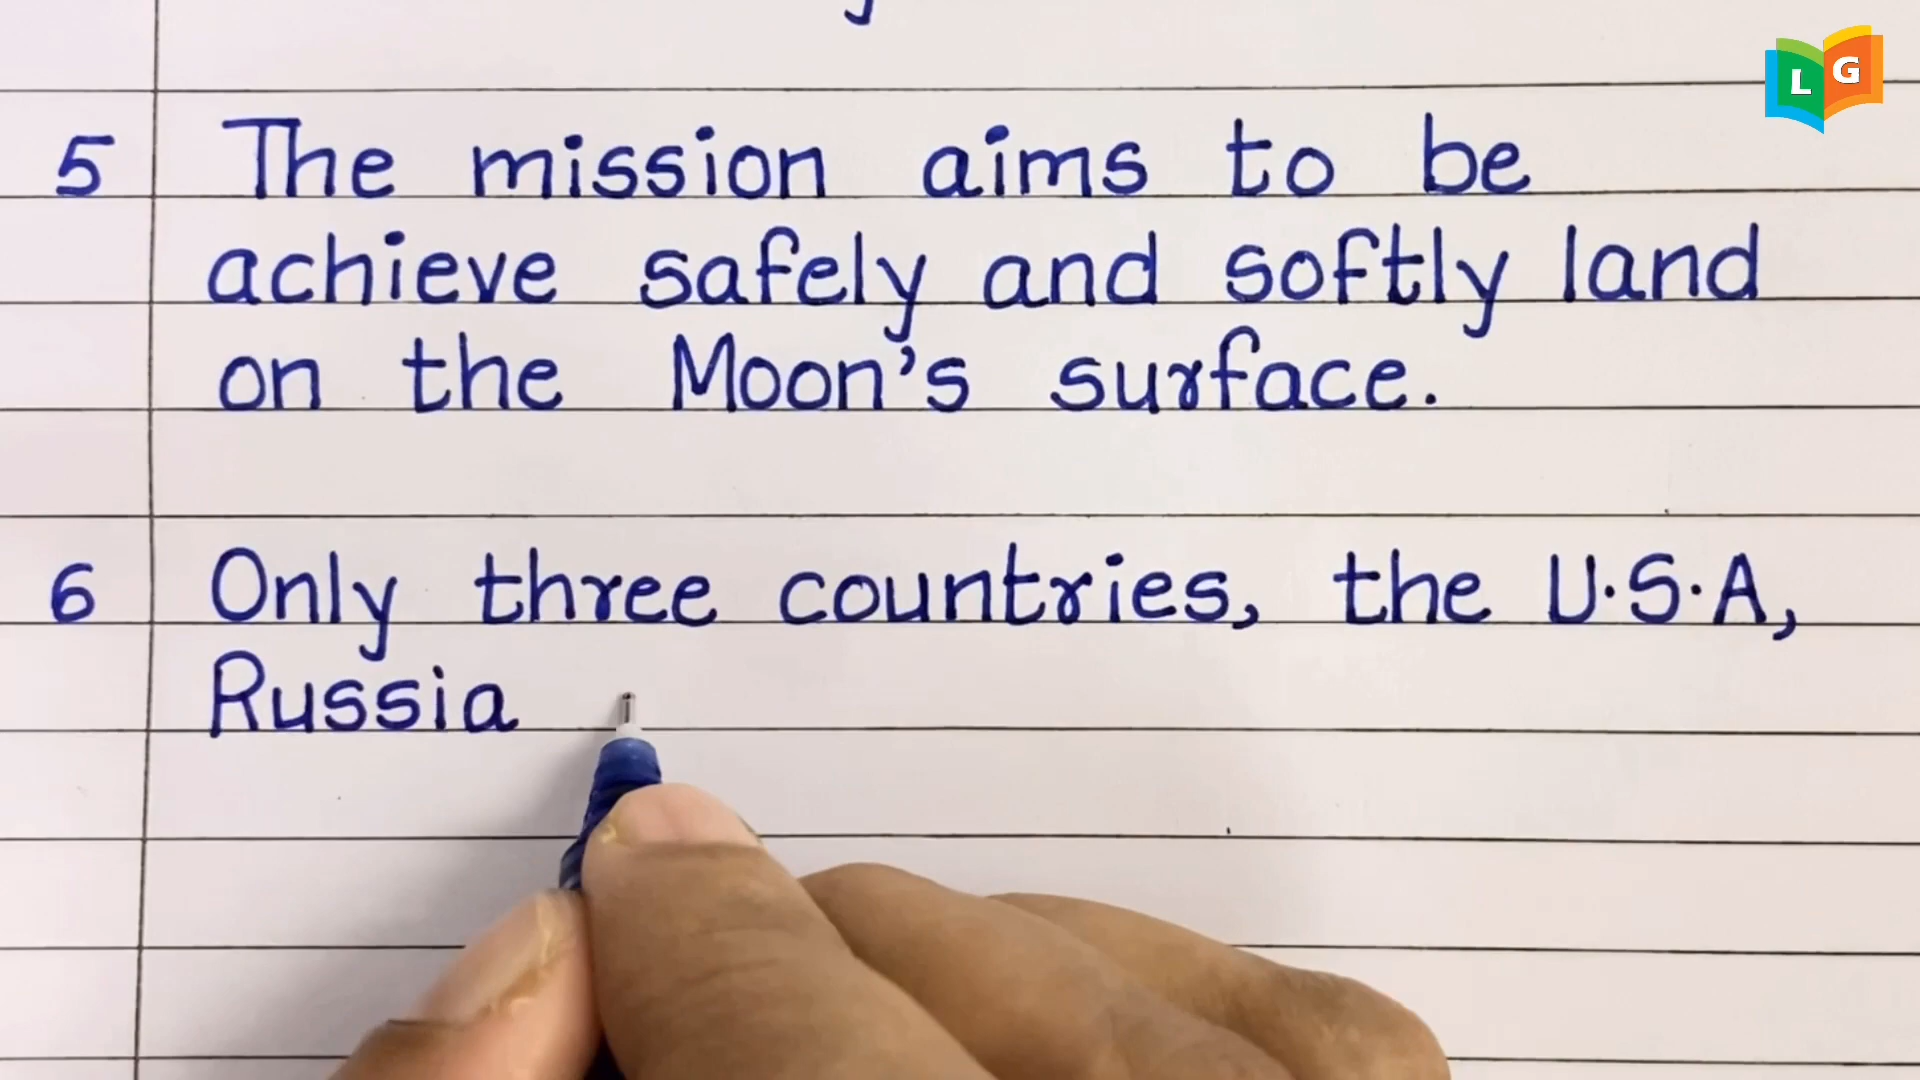 L G
5 The mission aims to be
achieve safely and softly land
on the Moon's surface.
6 Only three countries, the U.S.A,
Russia